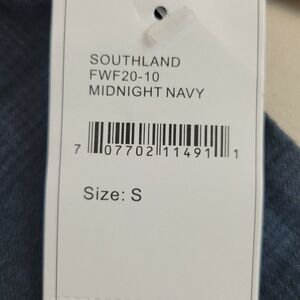 SOUTHLAND
FWF20-10
MIDNIGHT NAVY
7 07702 11491 1
Size: S